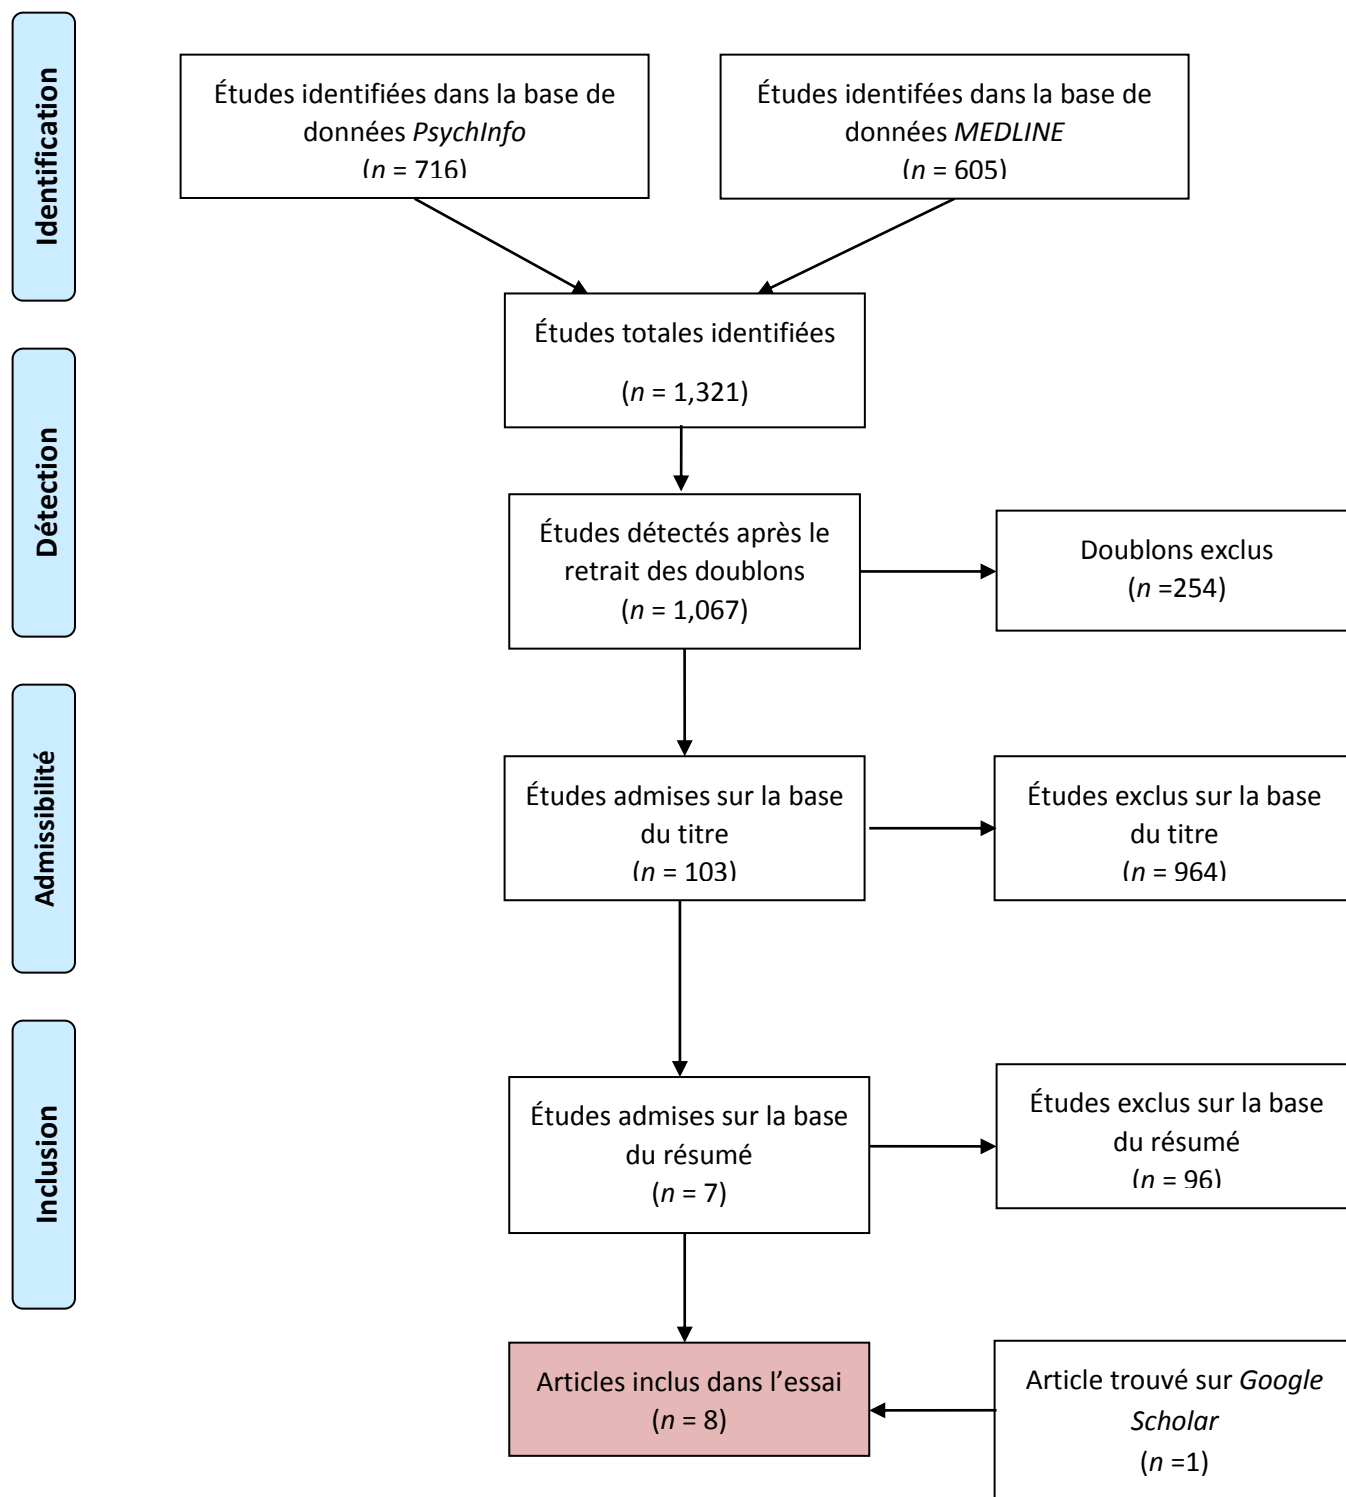 Identification
Études identifiées dans la base de
données PsychInfo
(n = 716)
Études identifées dans la base de
données MEDLINE
(n = 605)
Études totales identifiées
(n = 1,321)
Détection
Études détectés après le
retrait des doublons
(n = 1,067)
Doublons exclus
(n =254)
Admissibilité
Études admises sur la base
du titre
(n = 103)
Études exclus sur la base
du titre
(n = 964)
Inclusion
Études admises sur la base
du résumé
(n = 7)
Études exclus sur la base
du résumé
(n = 96)
Articles inclus dans l’essai
(n = 8)
Article trouvé sur Google
Scholar
(n =1)